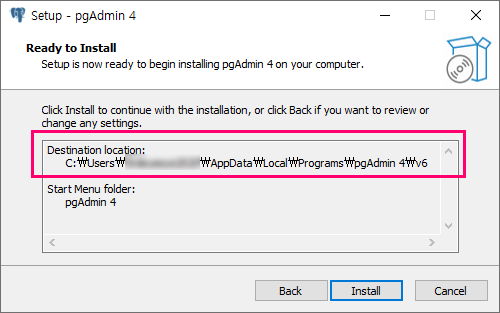 Setup - pgAdmin 4
Ready to Install
Setup is now ready to begin installing pgAdmin 4 on your computer.
Click Install to continue with the installation, or click Back if you want to review or
change any settings.
Destination location:
C:₩Users₩ ₩AppData₩Local₩Programs₩pgAdmin 4₩v6
Start Menu folder:
pgAdmin 4
Back
Install
Cancel